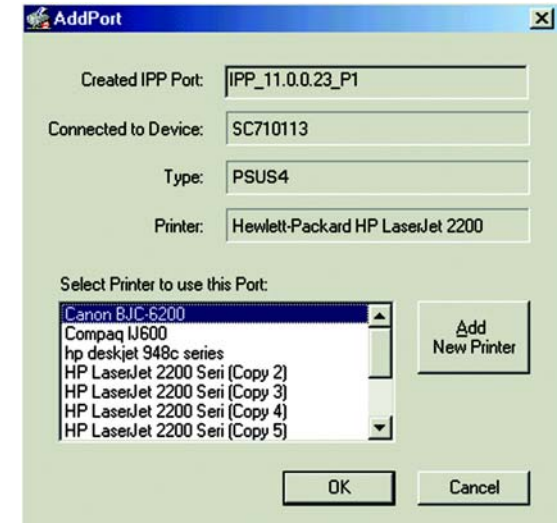 AddPort
Created IPP Port: IPP_11.0.0.23_P1
Connected to Device: SC710113
Type: PSUS4
Printer: Hewlett-Packard HP LaserJet 2200
Select Printer to use this Port:
Canon BJC-6200
Compaq IJ600
hp deskjet 948c series
HP LaserJet 2200 Seri (Copy 2)
HP LaserJet 2200 Seri (Copy 3)
HP LaserJet 2200 Seri (Copy 4)
HP LaserJet 2200 Seri (Copy 5)
Add
New Printer
OK Cancel